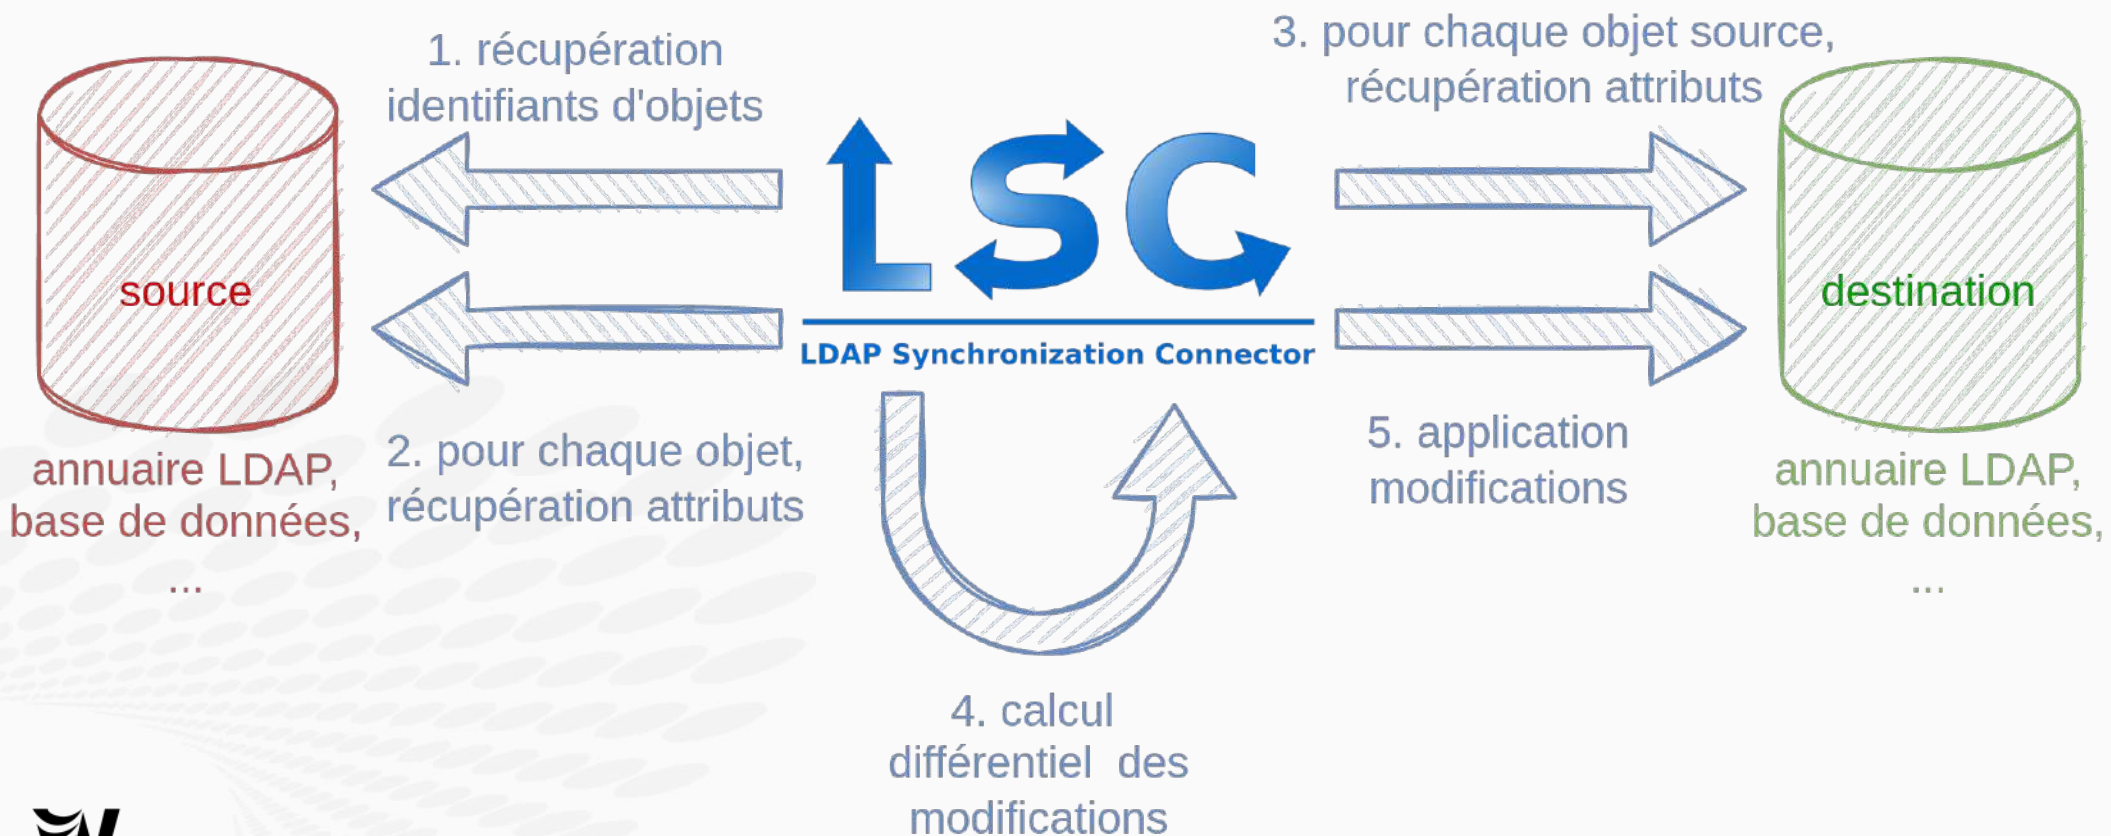 1. récupération
identifiants d'objets
3. pour chaque objet source,
récupération attributs
LSC
LDAP Synchronization Connector
source
destination
annuaire LDAP,
base de données,
...
2. pour chaque objet,
récupération attributs
5. application
modifications
annuaire LDAP,
base de données,
...
4. calcul
différentiel des
modifications